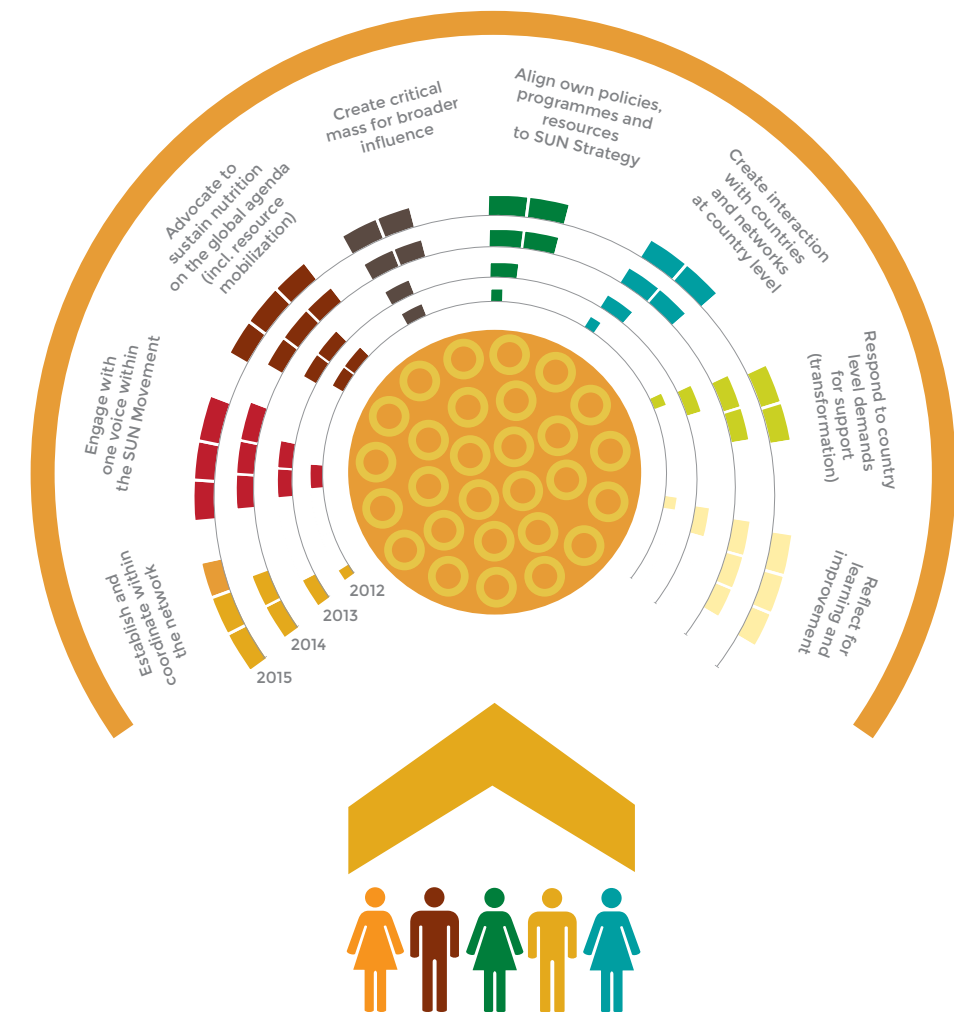 Establish and
coordinate within
the network
Engage with
one voice within
the SUN Movement
Advocate to
sustain nutrition
on the global agenda
(incl. resource
mobilization)
Create critical
mass for broader
influence
Align own policies,
programmes and
resources
to SUN Strategy
Create interaction
with countries
and networks
at country level
Respond to country
level demands
for support
(transformation)
Reflect for
learning and
improvement
2012
2013
2014
2015